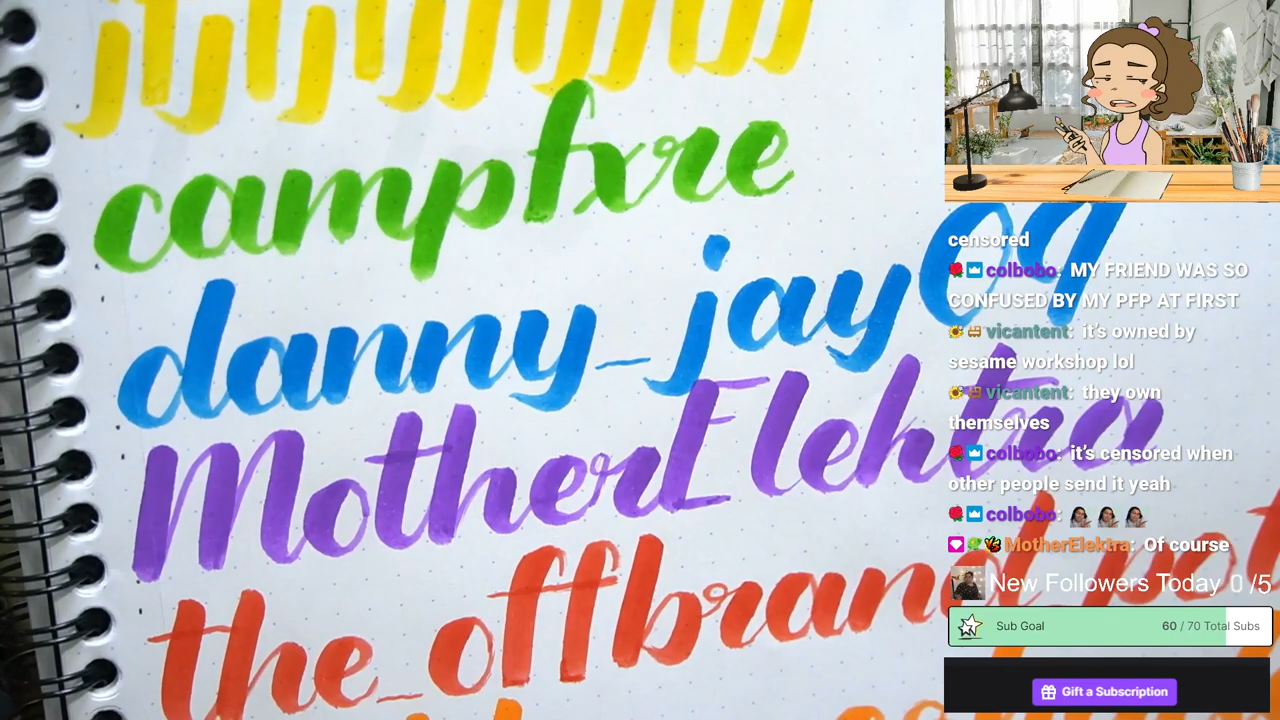 campfxre
danny_jay09
MotherElektra
the_offbrand_pot
censored
colbobo: MY FRIEND WAS SO
CONFUSED BY MY PFP AT FIRST
vicantent: it's owned by
sesame workshop lol
vicantent: they own
themselves
colbobo: it's censored when
other people send it yeah
colbobo:
MotherElektra: Of course
New Followers Today 0 /5
Sub Goal 60 / 70 Total Subs
Gift a Subscription